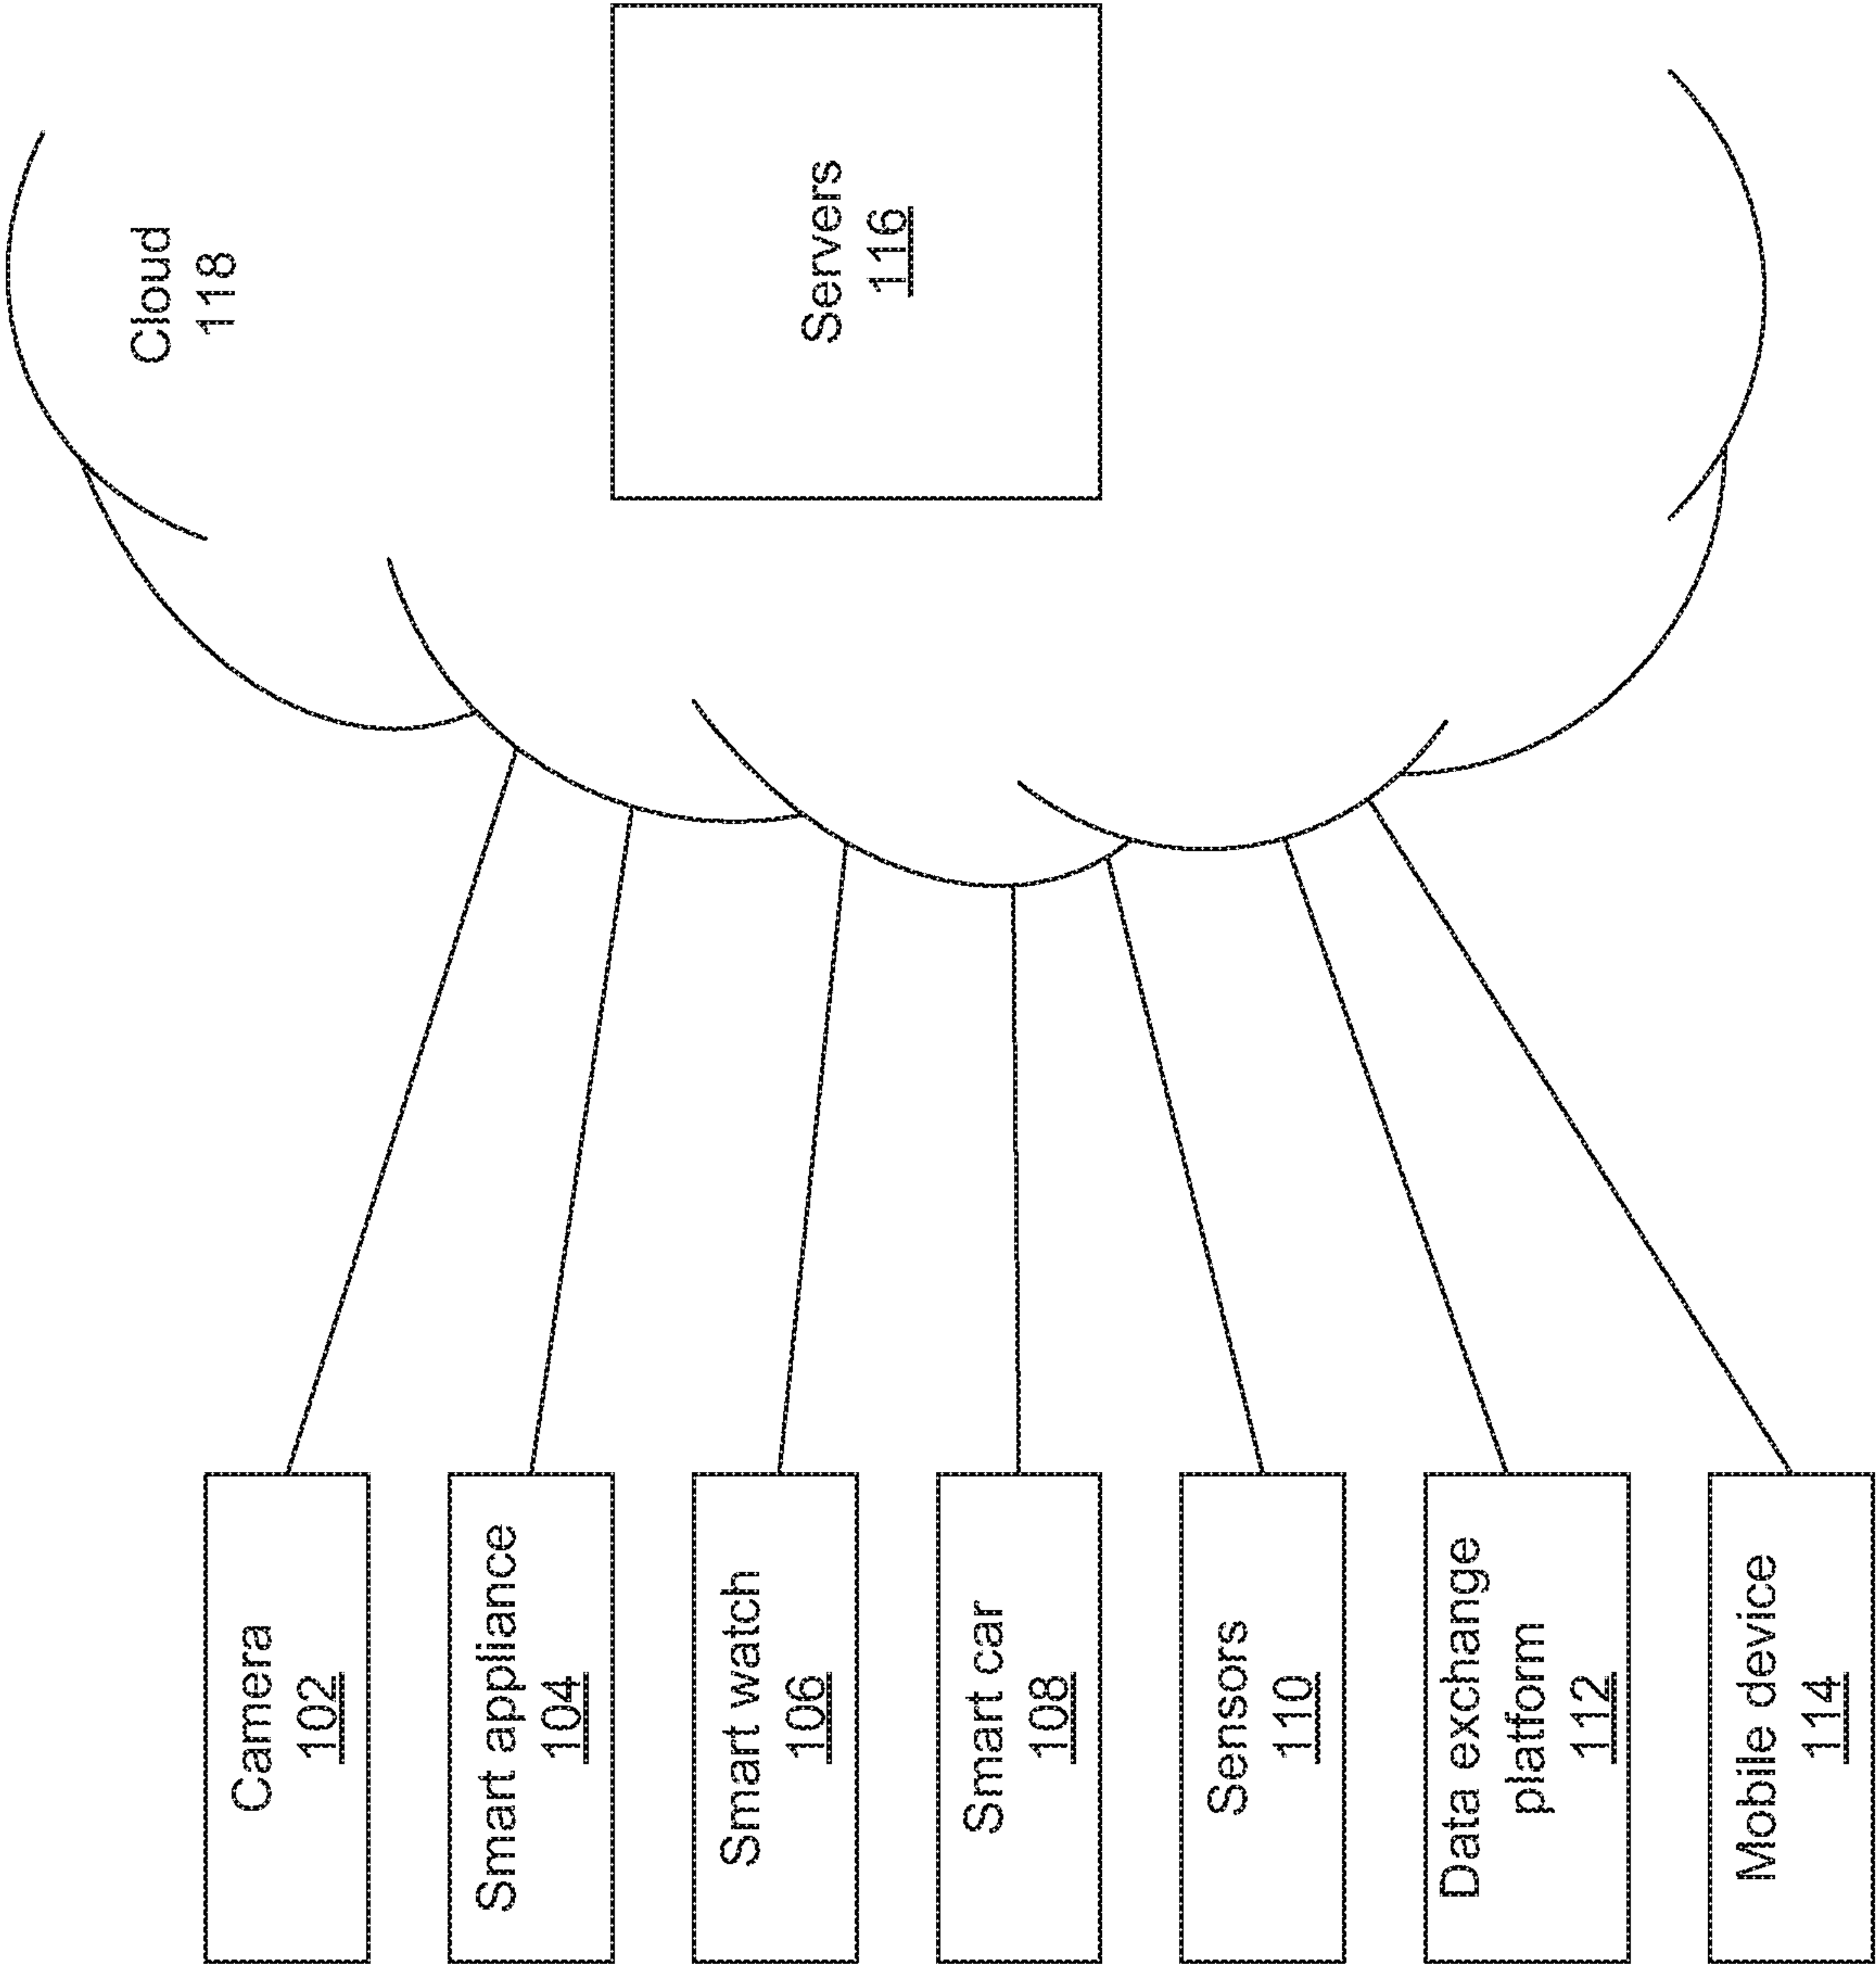 Camera
102
Smart appliance
104
Smart watch
106
Smart car
108
Sensors
110
Data exchange
platform
112
Mobile device
114
Cloud
118
Servers
116